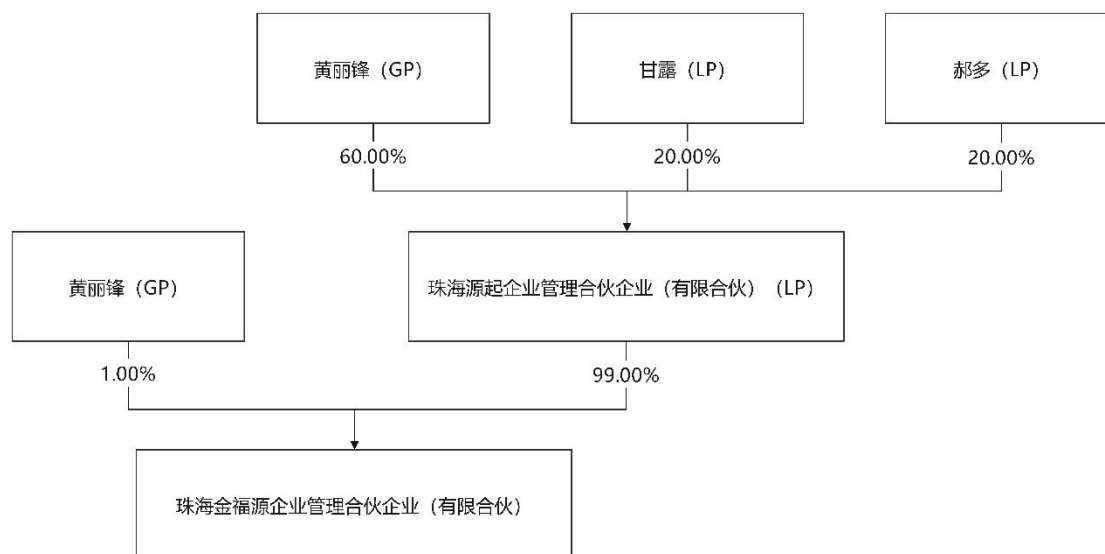 黄丽锋（GP）
甘露（LP）
郝多（LP）
60.00%
20.00%
20.00%
黄丽锋（GP）
珠海源起企业管理合伙企业（有限合伙）（LP）
1.00%
99.00%
珠海金福源企业管理合伙企业（有限合伙）